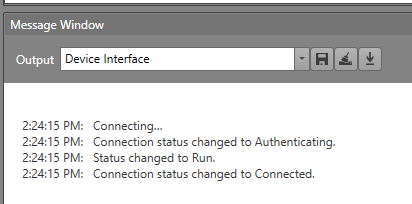 Message Window
Output Device Interface
2:24:15 PM: Connecting...
2:24:15 PM: Connection status changed to Authenticating.
2:24:15 PM: Status changed to Run.
2:24:15 PM: Connection status changed to Connected.